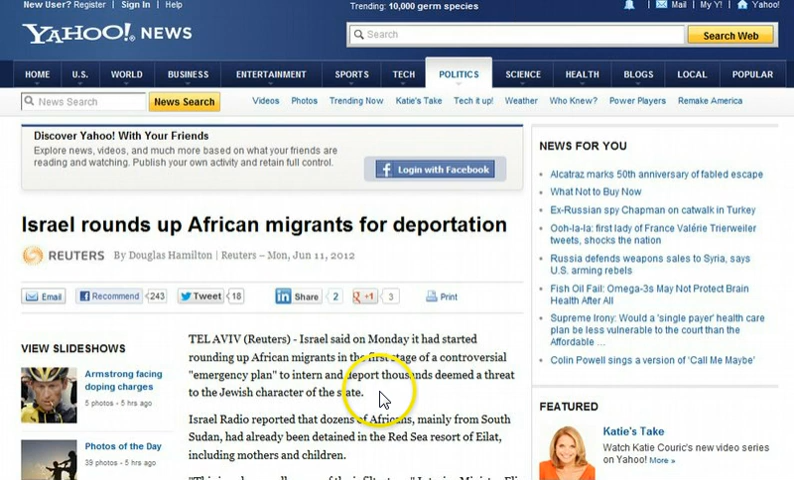 New User? Register | Sign In | Help
Trending: 10,000 germ species
Mail | My Y! | Yahoo!
YAHOO! NEWS
Search
Search Web
HOME U.S. WORLD BUSINESS ENTERTAINMENT SPORTS TECH POLITICS SCIENCE HEALTH BLOGS LOCAL POPULAR
News Search
News Search
Videos Photos Trending Now Katie's Take Tech it up! Weather Who Knew? Power Players Remake America
Discover Yahoo! With Your Friends
Explore news, videos, and much more based on what your friends are
reading and watching. Publish your own activity and retain full control.
Login with Facebook
Israel rounds up African migrants for deportation
REUTERS By Douglas Hamilton | Reuters – Mon, Jun 11, 2012
Email Recommend 243 Tweet 18 Share 2 +1 3 Print
TEL AVIV (Reuters) - Israel said on Monday it had started
rounding up African migrants in the first stage of a controversial
"emergency plan" to intern and deport thousands deemed a threat
to the Jewish character of the state.
Israel Radio reported that dozens of Africans, mainly from South
Sudan, had already been detained in the Red Sea resort of Eilat,
including mothers and children.
VIEW SLIDESHOWS
Armstrong facing
doping charges
5 photos - 5 hrs ago
Photos of the Day
39 photos - 5 hrs ago
NEWS FOR YOU
Alcatraz marks 50th anniversary of fabled escape
What Not to Buy Now
Ex-Russian spy Chapman on catwalk in Turkey
Ooh-la-la: first lady of France Valérie Trierweiler
tweets, shocks the nation
Russia defends weapons sales to Syria, says
U.S. arming rebels
Fish Oil Fail: Omega-3s May Not Protect Brain
Health After All
Supreme Irony: Would a 'single payer' health care
plan be less vulnerable to the court than the
Affordable ...
Colin Powell sings a version of 'Call Me Maybe'
FEATURED
Katie's Take
Watch Katie Couric's new video series
on Yahoo! More »